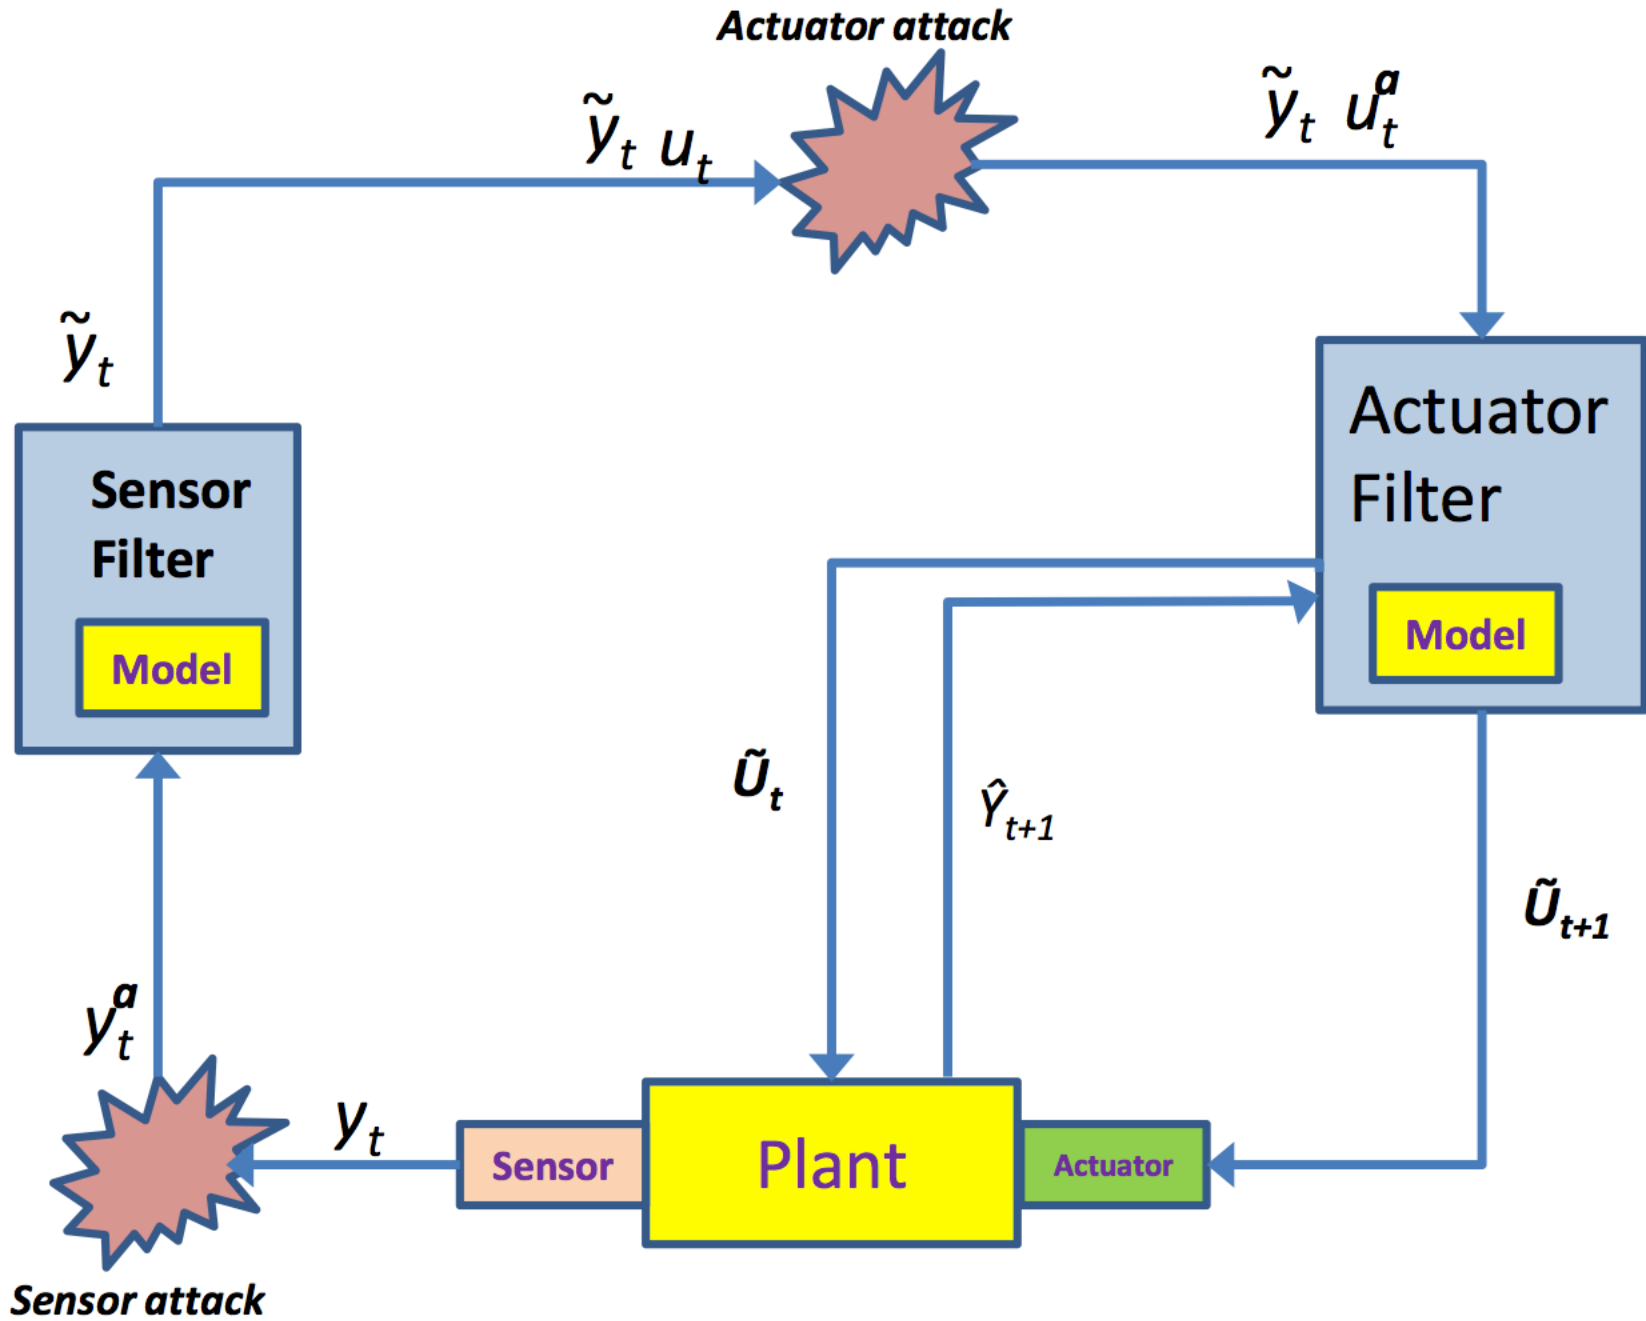 Actuator attack
ỹt ut
ỹt uᵃt
ỹt
Actuator
Filter
Model
Sensor
Filter
Model
Ũt
Ŷt+1
Ũt+1
yᵃt
yt
Sensor
Plant
Actuator
Sensor attack